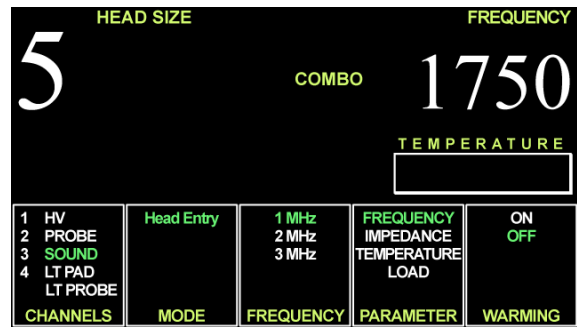 HEAD SIZE
FREQUENCY
5
COMBO
1750
TEMPERATURE
1 HV
2 PROBE
3 SOUND
4 LT PAD
LT PROBE
CHANNELS
Head Entry
MODE
1 MHz
2 MHz
3 MHz
FREQUENCY
FREQUENCY
IMPEDANCE
TEMPERATURE
LOAD
PARAMETER
ON
OFF
WARMING